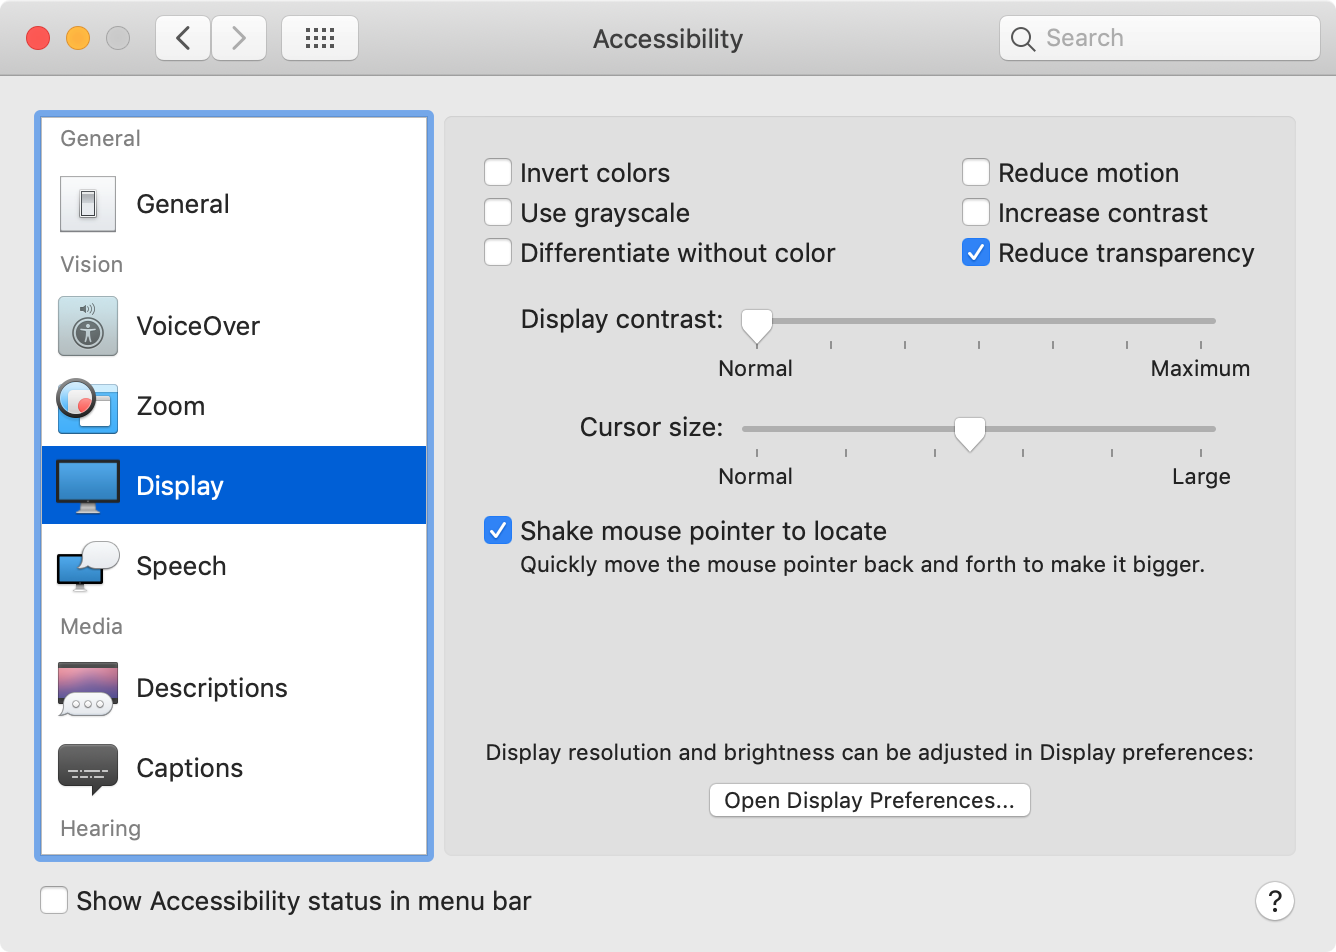 Accessibility
Search
General
General
Vision
VoiceOver
Zoom
Display
Speech
Media
Descriptions
Captions
Hearing
Invert colors
Use grayscale
Differentiate without color
Reduce motion
Increase contrast
Reduce transparency
Display contrast:
Normal Maximum
Cursor size:
Normal Large
Shake mouse pointer to locate
Quickly move the mouse pointer back and forth to make it bigger.
Display resolution and brightness can be adjusted in Display preferences:
Open Display Preferences...
Show Accessibility status in menu bar
?